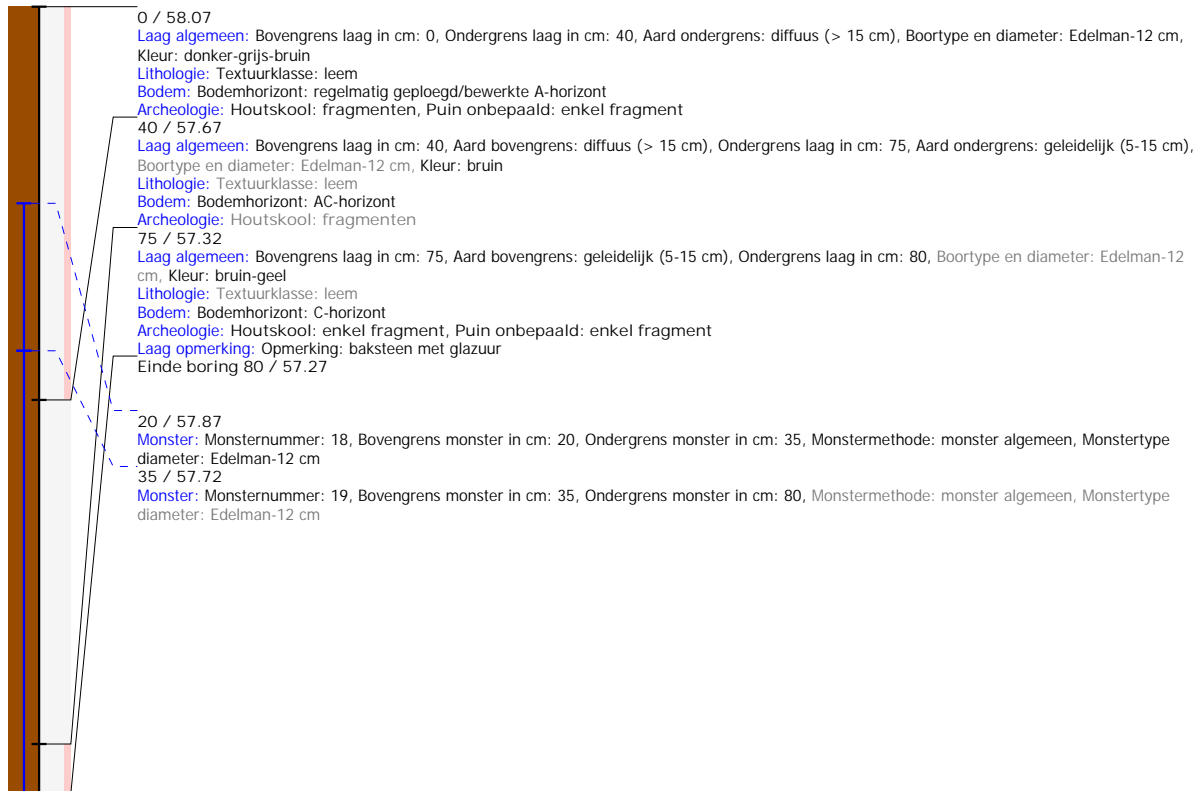 0 / 58.07
Laag algemeen: Bovengrens laag in cm: 0, Ondergrens laag in cm: 40, Aard ondergrens: diffuus (> 15 cm), Boortype en diameter: Edelman-12 cm,
Kleur: donker-grijs-bruin
Lithologie: Textuurklasse: leem
Bodem: Bodemhorizont: regelmatig geploegd/bewerkte A-horizont
Archeologie: Houtskool: fragmenten, Puin onbepaald: enkel fragment
40 / 57.67
Laag algemeen: Bovengrens laag in cm: 40, Aard bovengrens: diffuus (> 15 cm), Ondergrens laag in cm: 75, Aard ondergrens: geleidelijk (5-15 cm),
Boortype en diameter: Edelman-12 cm, Kleur: bruin
Lithologie: Textuurklasse: leem
Bodem: Bodemhorizont: AC-horizont
Archeologie: Houtskool: fragmenten
75 / 57.32
Laag algemeen: Bovengrens laag in cm: 75, Aard bovengrens: geleidelijk (5-15 cm), Ondergrens laag in cm: 80, Boortype en diameter: Edelman-12
cm, Kleur: bruin-geel
Lithologie: Textuurklasse: leem
Bodem: Bodemhorizont: C-horizont
Archeologie: Houtskool: enkel fragment, Puin onbepaald: enkel fragment
Laag opmerking: Opmerking: baksteen met glazuur
Einde boring 80 / 57.27
20 / 57.87
Monster: Monsternummer: 18, Bovengrens monster in cm: 20, Ondergrens monster in cm: 35, Monstermethode: monster algemeen, Monstertype
diameter: Edelman-12 cm
35 / 57.72
Monster: Monsternummer: 19, Bovengrens monster in cm: 35, Ondergrens monster in cm: 80, Monstermethode: monster algemeen, Monstertype
diameter: Edelman-12 cm